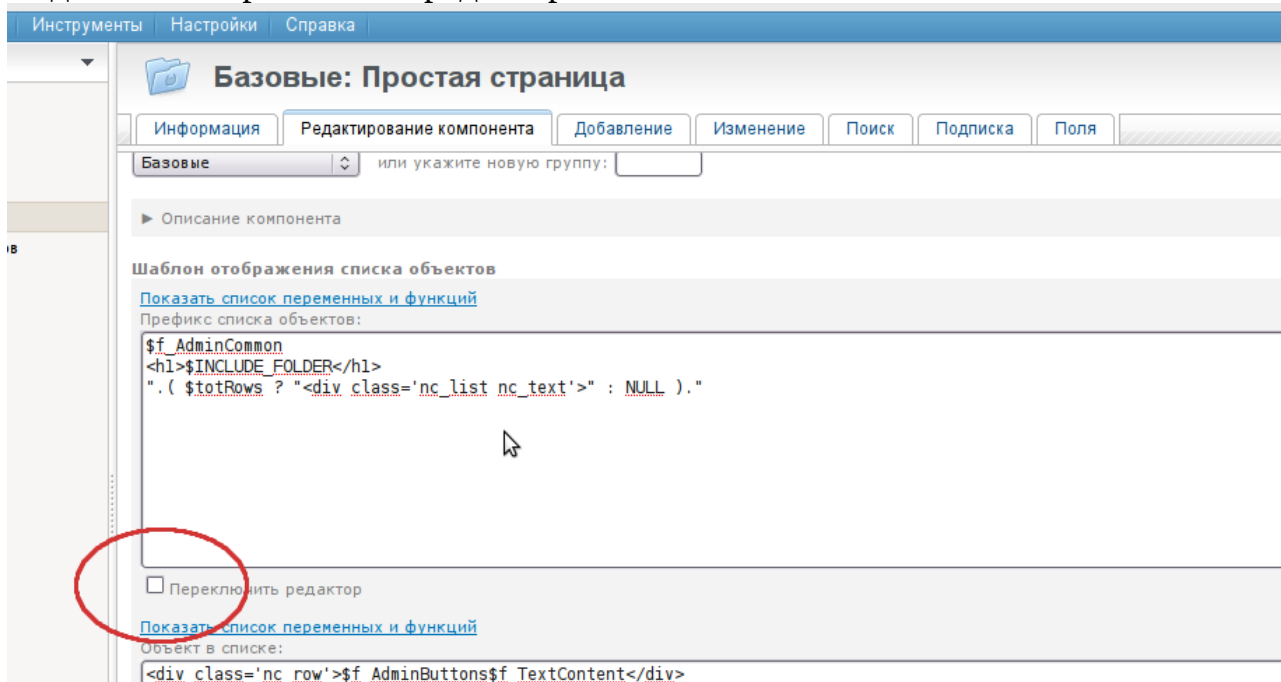 Инструменты Настройки Справка
Базовые: Простая страница
Информация Редактирование компонента Добавление Изменение Поиск Подписка Поля
Базовые или укажите новую группу:
► Описание компонента
ов
Шаблон отображения списка объектов
Показать список переменных и функций
Префикс списка объектов:
$f_AdminCommon
<h1>$INCLUDE_FOLDER</h1>
".( $totRows ? "<div class='nc_list nc_text'>" : NULL )."
Переключить редактор
Показать список переменных и функций
Объект в списке:
<div class='nc_row'>$f_AdminButtons$f_TextContent</div>